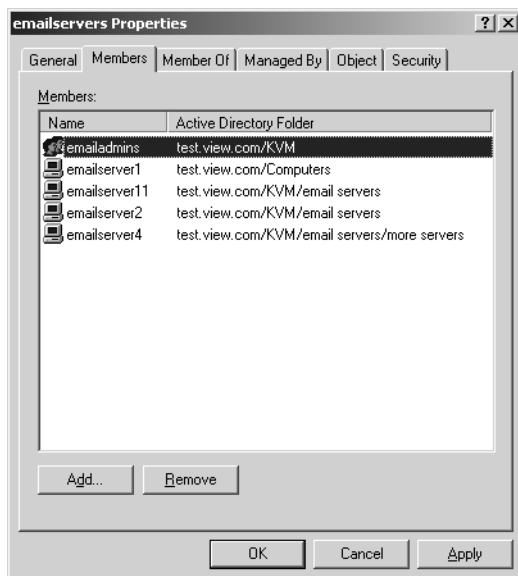 emailservers Properties ? X
General Members Member Of Managed By Object Security
Members:
Name Active Directory Folder
emailadmins test.view.com/KVM
emailserver1 test.view.com/Computers
emailserver11 test.view.com/KVM/email servers
emailserver2 test.view.com/KVM/email servers
emailserver4 test.view.com/KVM/email servers/more servers
Add... Remove
OK Cancel Apply